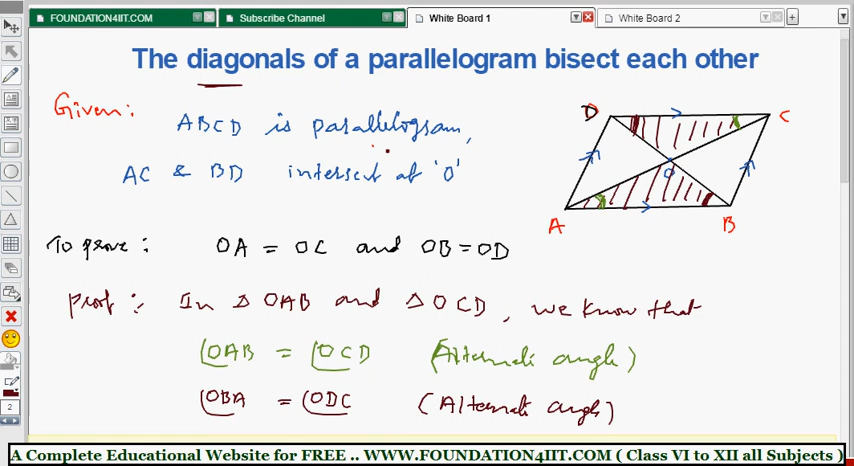 FOUNDATION4IIT.COM
Subscribe Channel
White Board 1
White Board 2
The diagonals of a parallelogram bisect each other
Given:
ABCD is parallelogram,
AC & BD intersect at 'O'
D
C
O
A
B
To prove: OA = OC and OB = OD
Proof: In Δ OAB and Δ OCD, we know that
∠OAB = ∠OCD (Alternate angle)
∠OBA = ∠ODC (Alternate angle)
2
A Complete Educational Website for FREE .. WWW.FOUNDATION4IIT.COM ( Class VI to XII all Subjects )